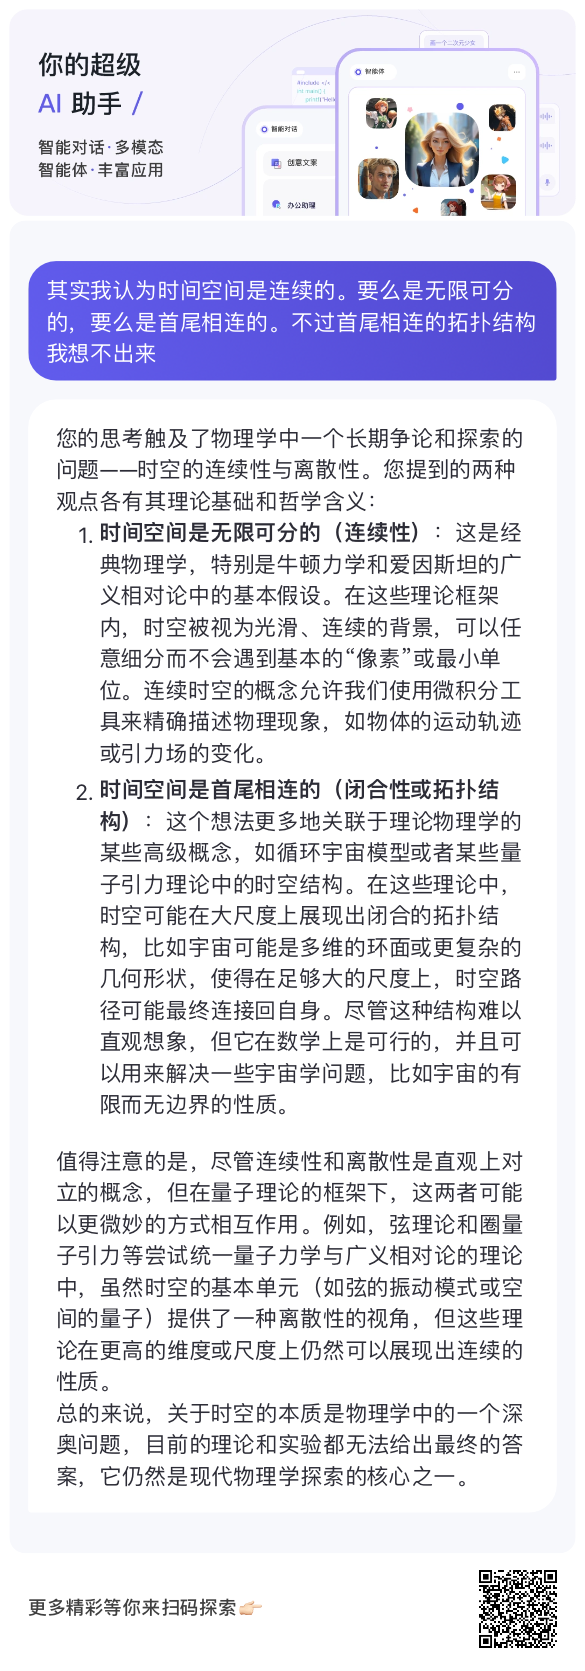 你的超级
AI 助手 /
智能对话·多模态
智能体·丰富应用
画一个二次元少女
#include </>
int main() {
printf("Hello
智能体
智能对话
创意文案
办公助理
其实我认为时间空间是连续的。要么是无限可分
的，要么是首尾相连的。不过首尾相连的拓扑结构
我想不出来
您的思考触及了物理学中一个长期争论和探索的
问题——时空的连续性与离散性。您提到的两种
观点各有其理论基础和哲学含义：
1. 时间空间是无限可分的（连续性）：这是经
典物理学，特别是牛顿力学和爱因斯坦的广
义相对论中的基本假设。在这些理论框架
内，时空被视为光滑、连续的背景，可以任
意细分而不会遇到基本的“像素”或最小单
位。连续时空的概念允许我们使用微积分工
具来精确描述物理现象，如物体的运动轨迹
或引力场的变化。
2. 时间空间是首尾相连的（闭合性或拓扑结
构）：这个想法更多地关联于理论物理学的
某些高级概念，如循环宇宙模型或者某些量
子引力理论中的时空结构。在这些理论中，
时空可能在大尺度上展现出闭合的拓扑结
构，比如宇宙可能是多维的环面或更复杂的
几何形状，使得在足够大的尺度上，时空路
径可能最终连接回自身。尽管这种结构难以
直观想象，但它在数学上是可行的，并且可
以用来解决一些宇宙学问题，比如宇宙的有
限而无边界的性质。
值得注意的是，尽管连续性和离散性是直观上对
立的概念，但在量子理论的框架下，这两者可能
以更微妙的方式相互作用。例如，弦理论和圈量
子引力等尝试统一量子力学与广义相对论的理论
中，虽然时空的基本单元（如弦的振动模式或空
间的量子）提供了一种离散性的视角，但这些理
论在更高的维度或尺度上仍然可以展现出连续的
性质。
总的来说，关于时空的本质是物理学中的一个深
奥问题，目前的理论和实验都无法给出最终的答
案，它仍然是现代物理学探索的核心之一。
更多精彩等你来扫码探索👉🏻